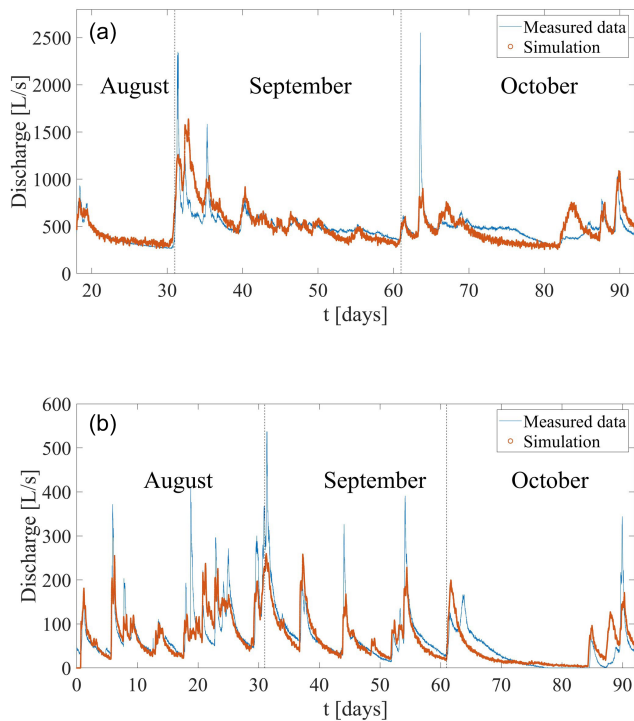 (a)
Measured data
Simulation
August
September
October
Discharge [L/s]
2500
2000
1500
1000
500
0
20 30 40 50 60 70 80 90
t [days]
(b)
Measured data
Simulation
August
September
October
Discharge [L/s]
600
500
400
300
200
100
0
0 10 20 30 40 50 60 70 80 90
t [days]